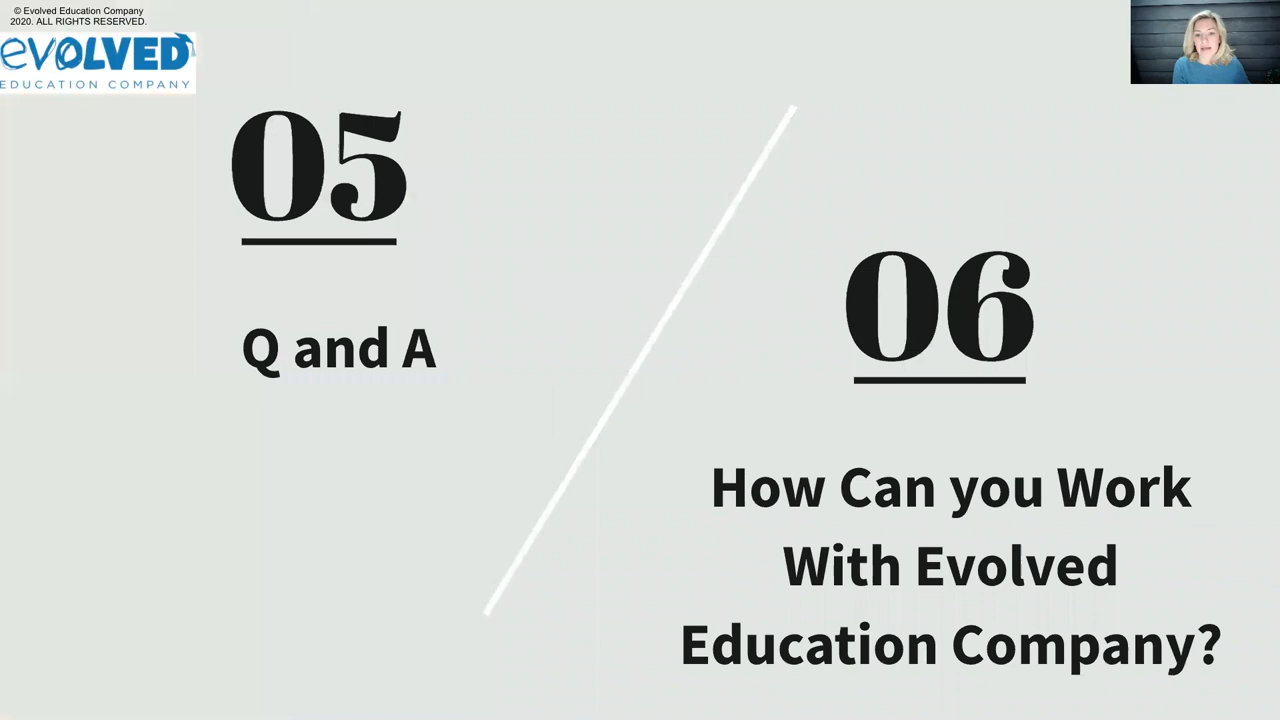 © Evolved Education Company
2020. ALL RIGHTS RESERVED.
evOLVED
EDUCATION COMPANY
05
Q and A
06
How Can you Work
With Evolved
Education Company?